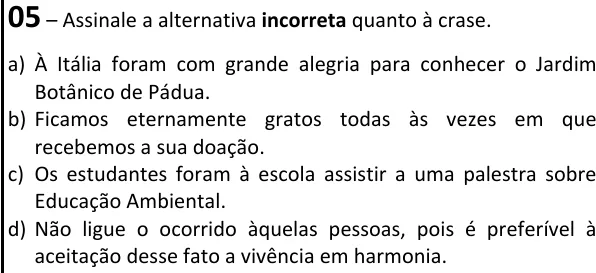 05 – Assinale a alternativa incorreta quanto à crase.
a) À Itália foram com grande alegria para conhecer o Jardim
Botânico de Pádua.
b) Ficamos eternamente gratos todas às vezes em que
recebemos a sua doação.
c) Os estudantes foram à escola assistir a uma palestra sobre
Educação Ambiental.
d) Não ligue o ocorrido àquelas pessoas, pois é preferível à
aceitação desse fato a vivência em harmonia.